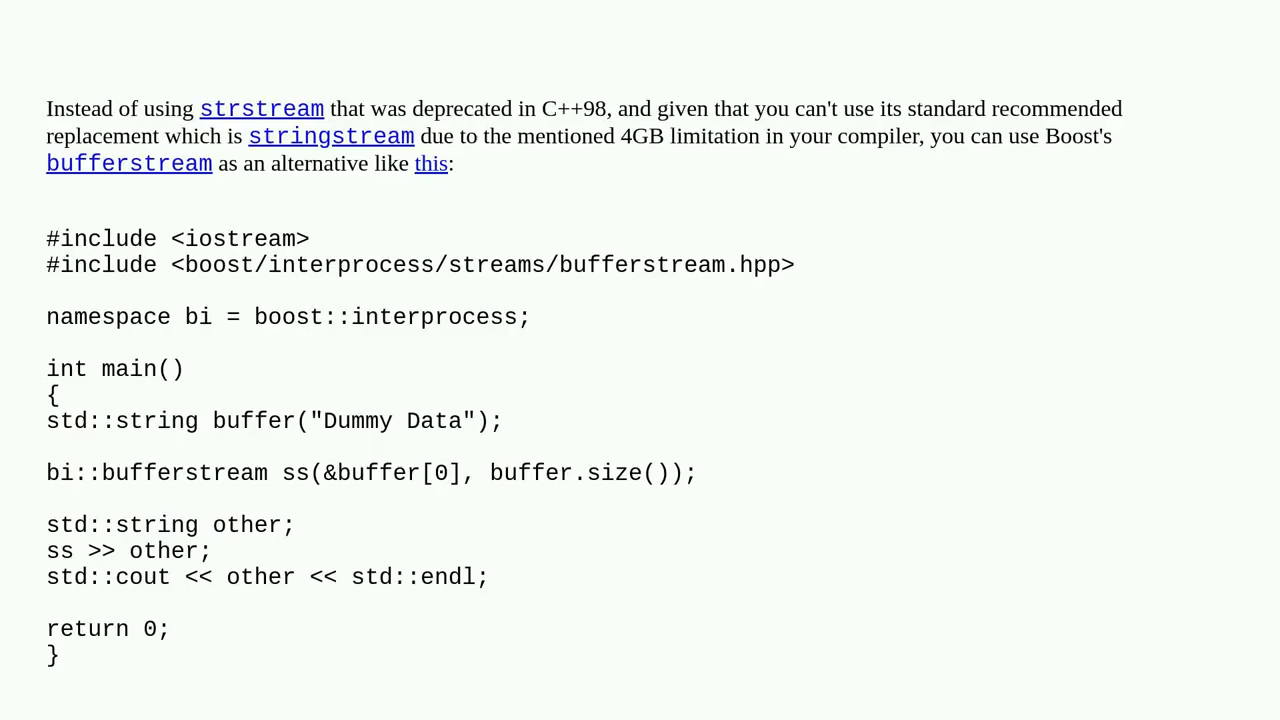 Instead of using strstream that was deprecated in C++98, and given that you can't use its standard recommended
replacement which is stringstream due to the mentioned 4GB limitation in your compiler, you can use Boost's
bufferstream as an alternative like this:
#include <iostream>
#include <boost/interprocess/streams/bufferstream.hpp>
namespace bi = boost::interprocess;
int main()
{
std::string buffer("Dummy Data");
bi::bufferstream ss(&buffer[0], buffer.size());
std::string other;
ss >> other;
std::cout << other << std::endl;
return 0;
}